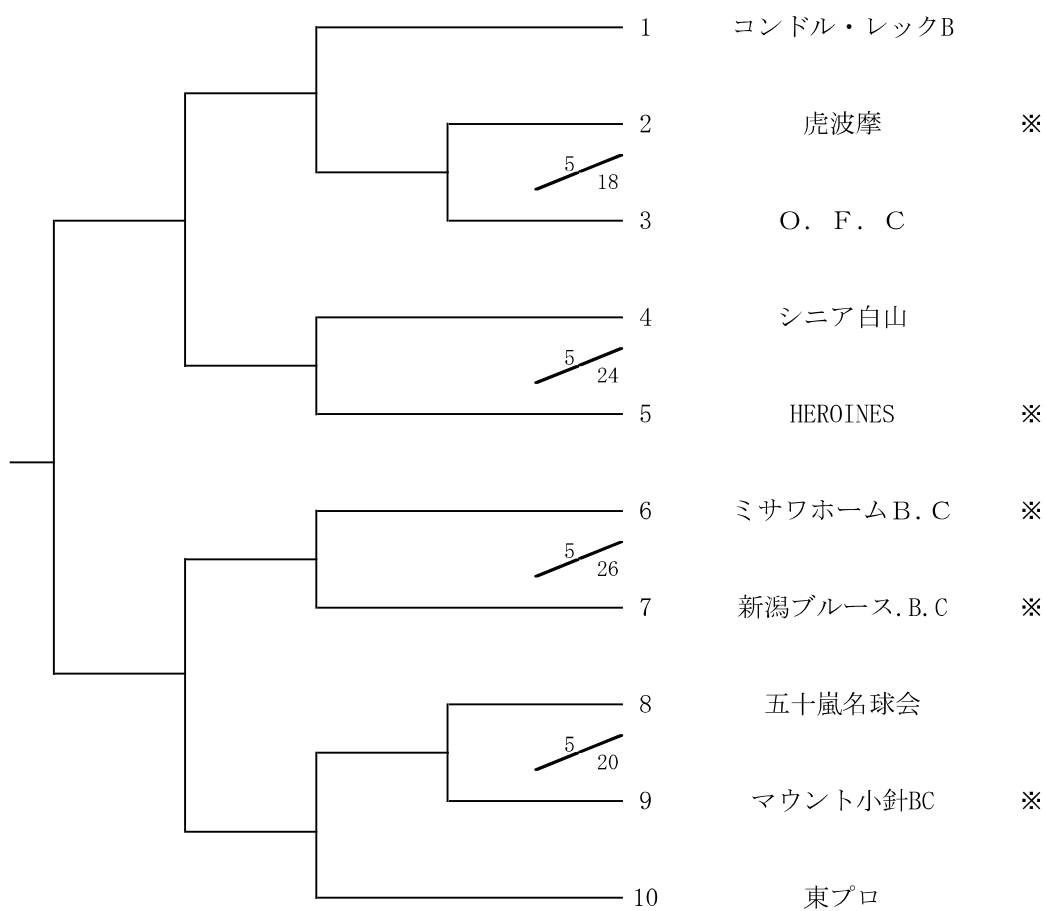 1 コンドル・レックB
2 虎波摩 ※
5/18
3 Ｏ．Ｆ．Ｃ
4 シニア白山
5/24
5 HEROINES ※
6 ミサワホームＢ.Ｃ ※
5/26
7 新潟ブルース.B.C ※
8 五十嵐名球会
5/20
9 マウント小針BC ※
10 東プロ